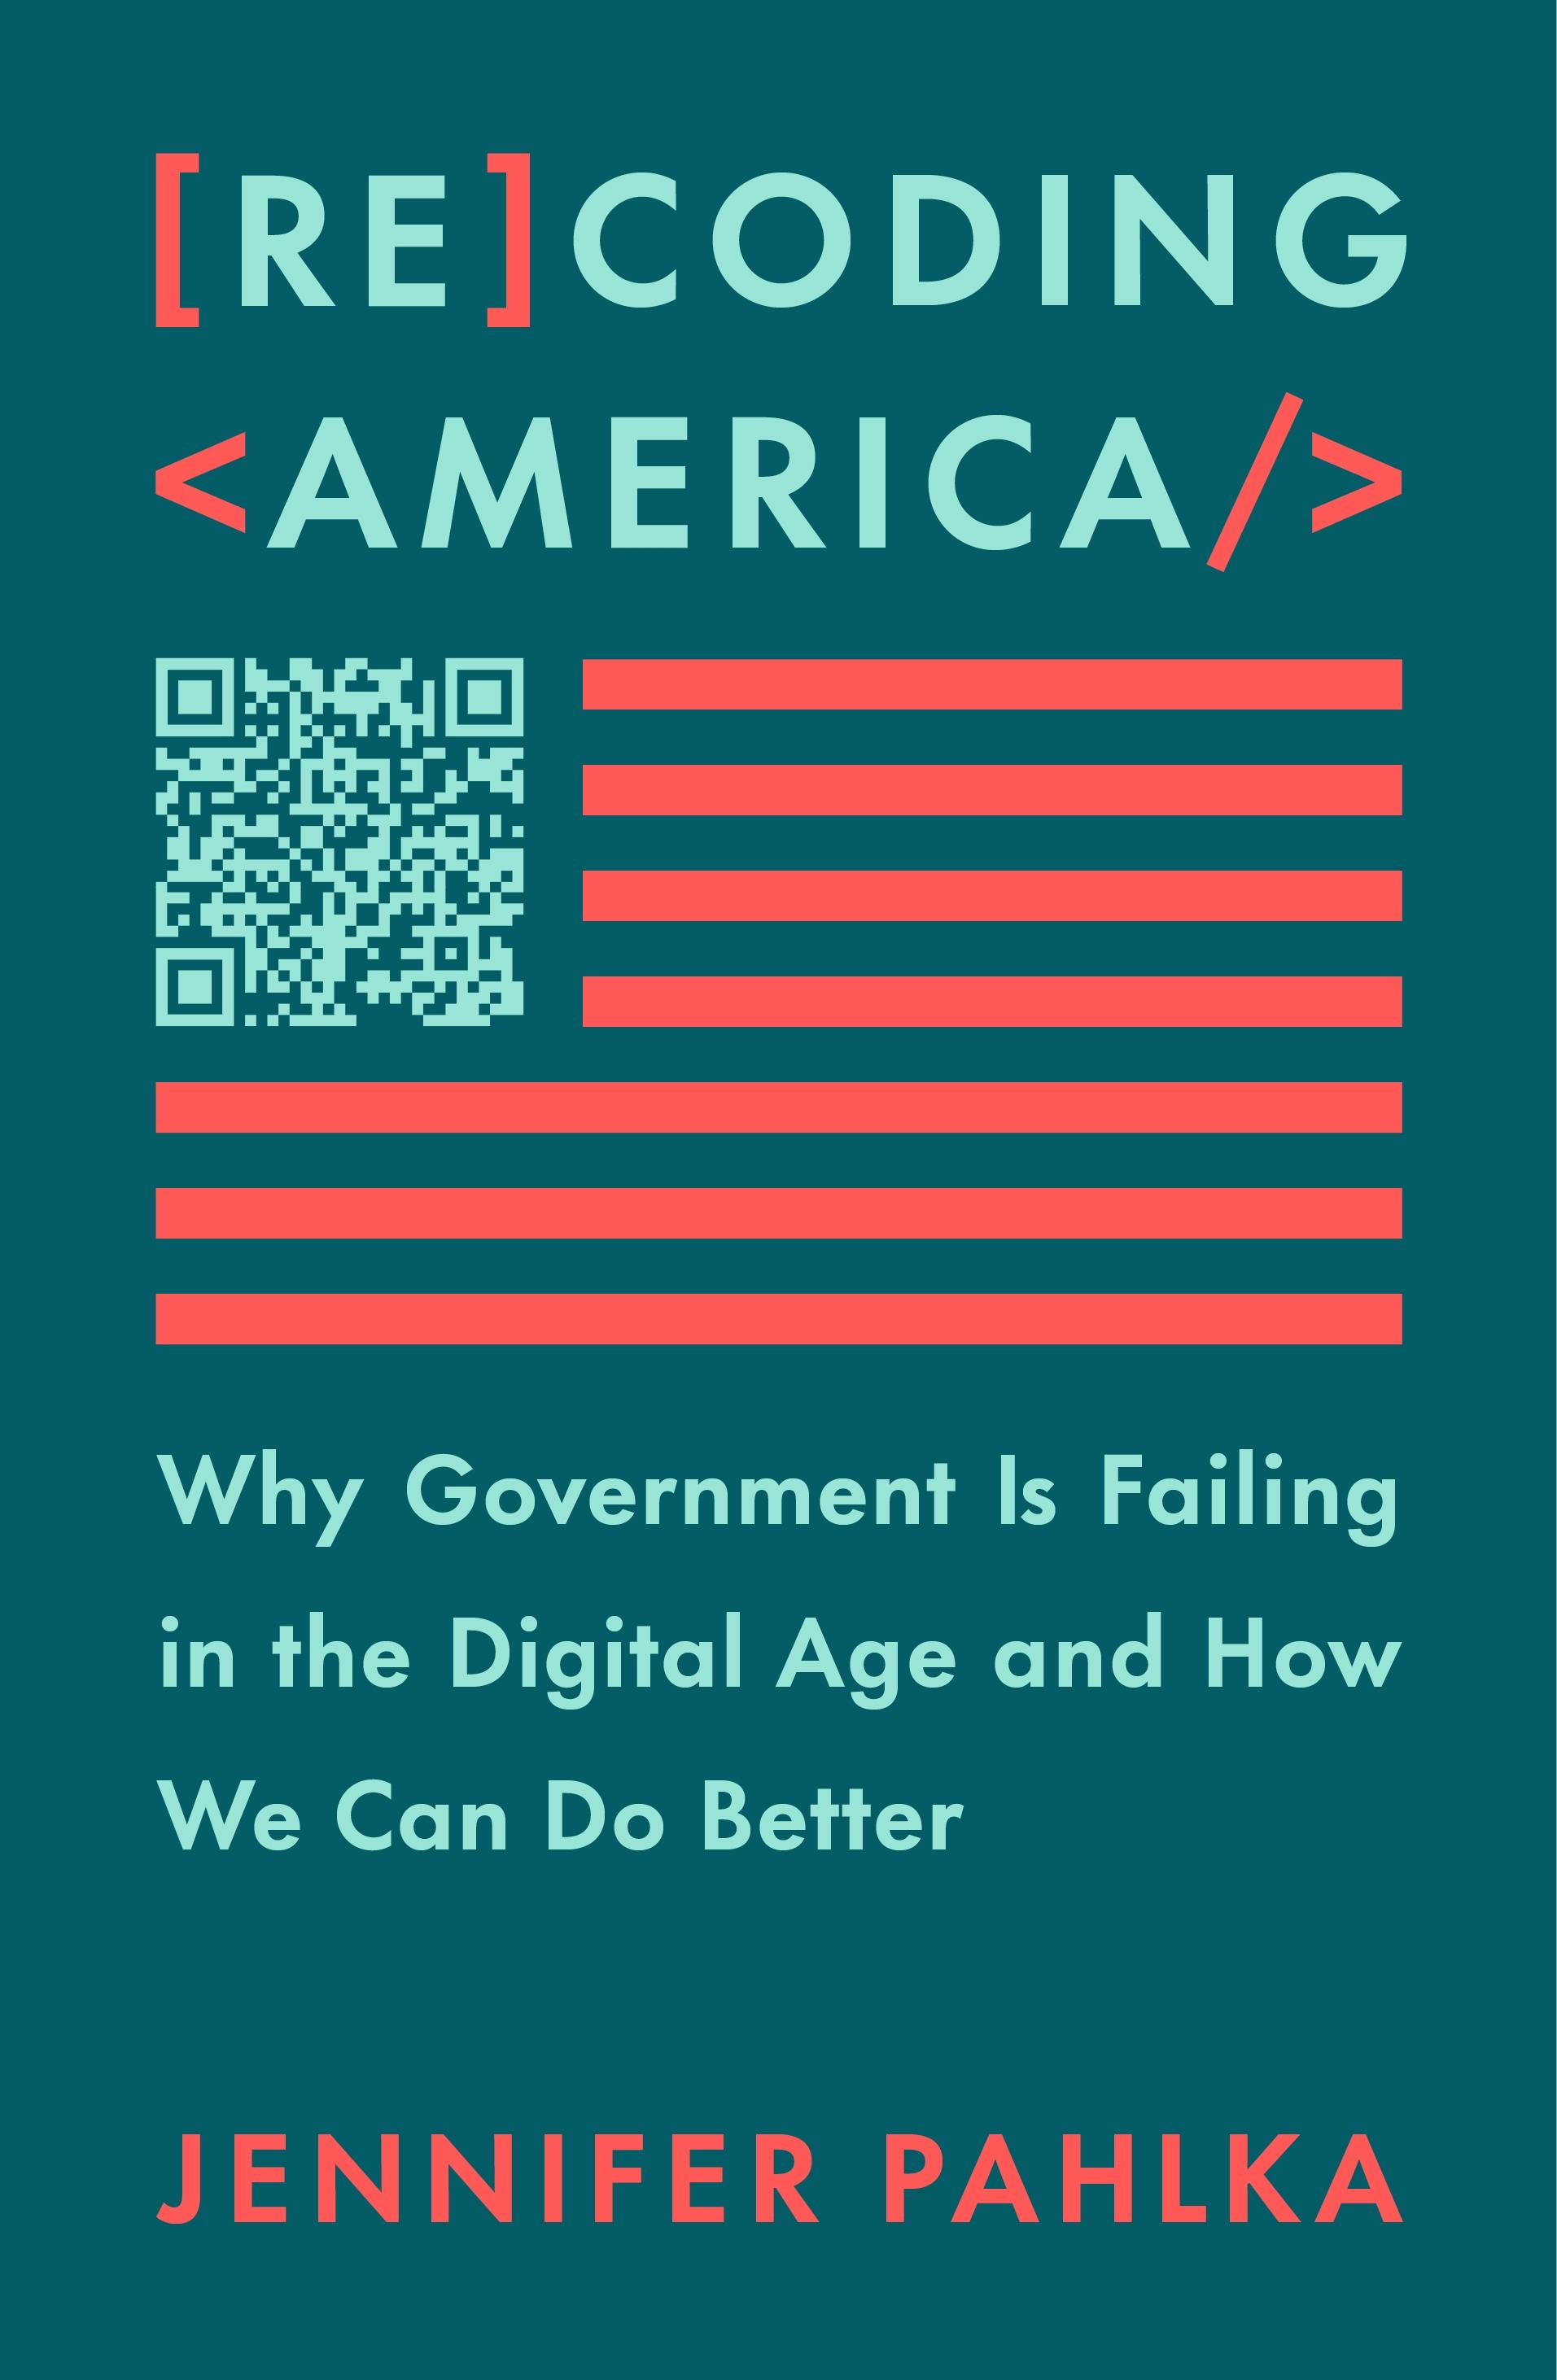 [RE]CODING
<AMERICA/>
Why Government Is Failing
in the Digital Age and How
We Can Do Better
JENNIFER PAHLKA